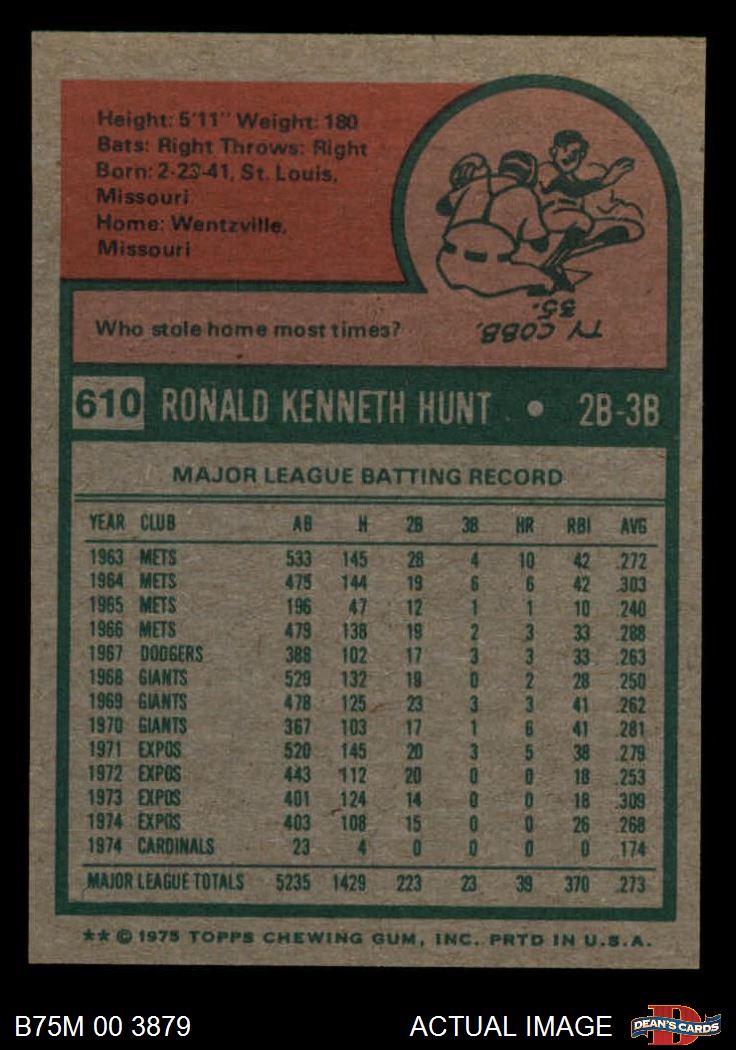 Height: 5'11" Weight: 180
Bats: Right Throws: Right
Born: 2-23-41, St. Louis,
Missouri
Home: Wentzville,
Missouri
Who stole home most times?
TY COBB,
35.
610 RONALD KENNETH HUNT • 2B-3B
MAJOR LEAGUE BATTING RECORD
YEAR CLUB AB H 2B 3B HR RBI AVG
1963 METS 533 145 28 4 10 42 .272
1964 METS 475 144 19 6 6 42 .303
1965 METS 196 47 12 1 1 10 .240
1966 METS 479 138 19 2 3 33 .288
1967 DODGERS 388 102 17 3 3 33 .263
1968 GIANTS 529 132 19 0 2 28 .250
1969 GIANTS 478 125 23 3 3 41 .262
1970 GIANTS 367 103 17 1 6 41 .281
1971 EXPOS 520 145 20 3 5 38 .279
1972 EXPOS 443 112 20 0 0 18 .253
1973 EXPOS 401 124 14 0 0 18 .309
1974 EXPOS 403 108 15 0 0 26 .268
1974 CARDINALS 23 4 0 0 0 0 .174
MAJOR LEAGUE TOTALS 5235 1429 223 23 39 370 .273
** © 1975 TOPPS CHEWING GUM, INC. PRTD IN U.S.A.
B75M 00 3879 ACTUAL IMAGE DEAN'S CARDS